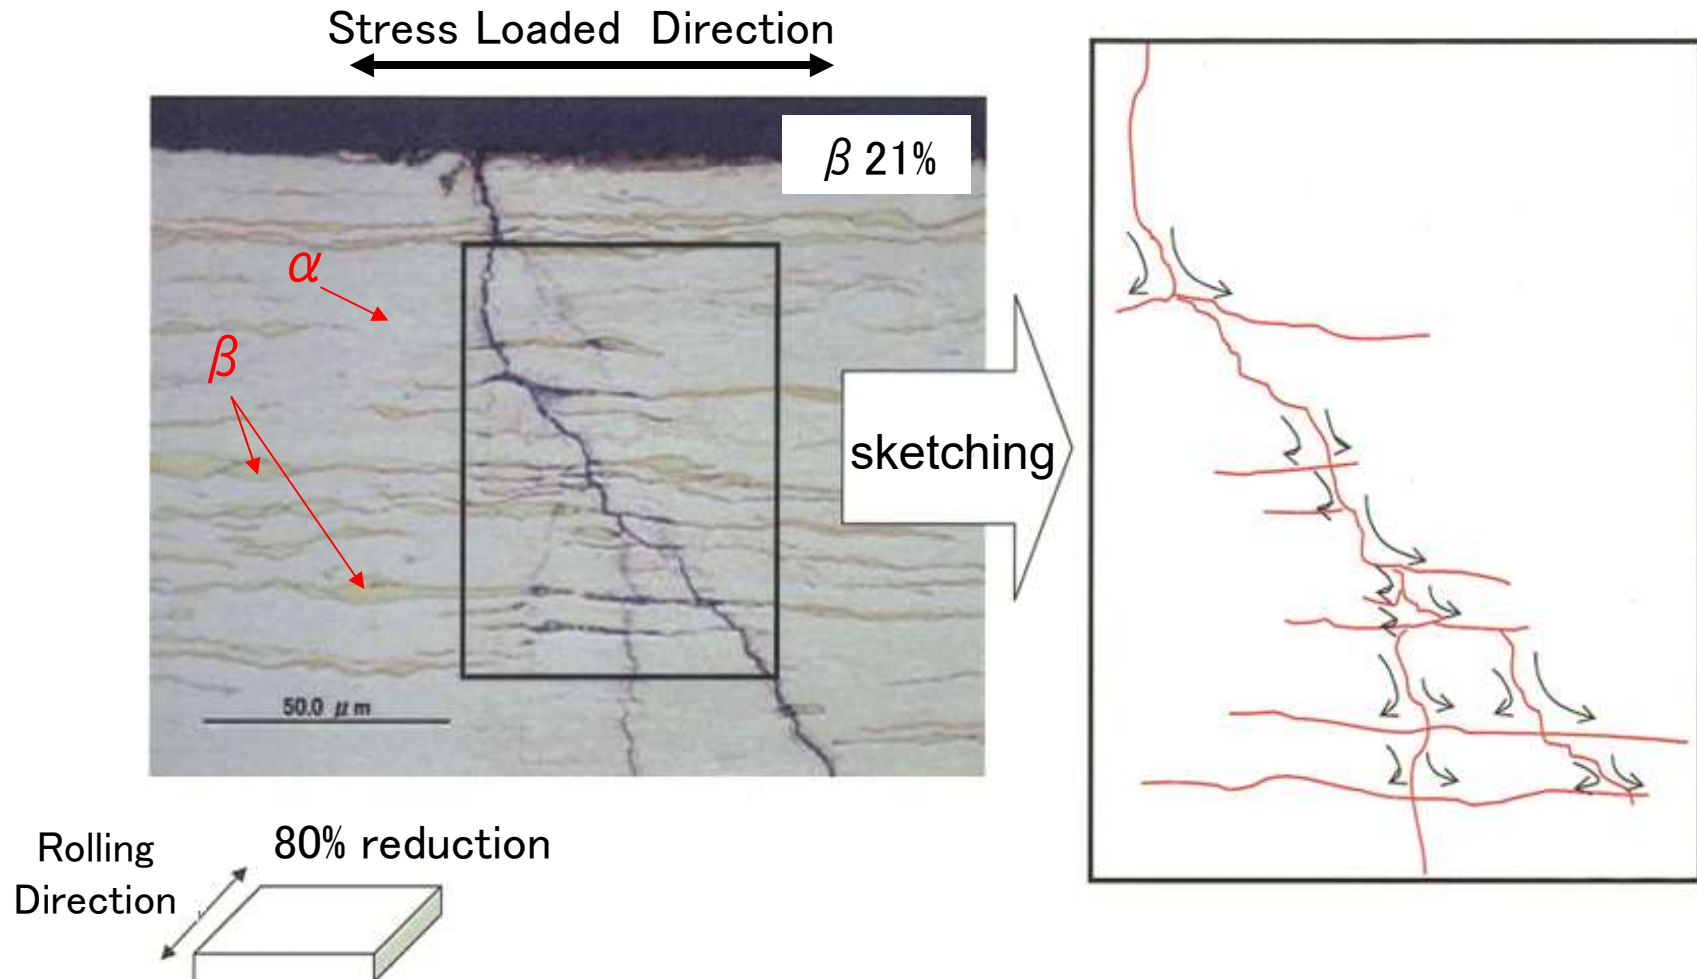 Stress Loaded Direction
β 21%
α
β
sketching
50.0 μm
Rolling
Direction
80% reduction